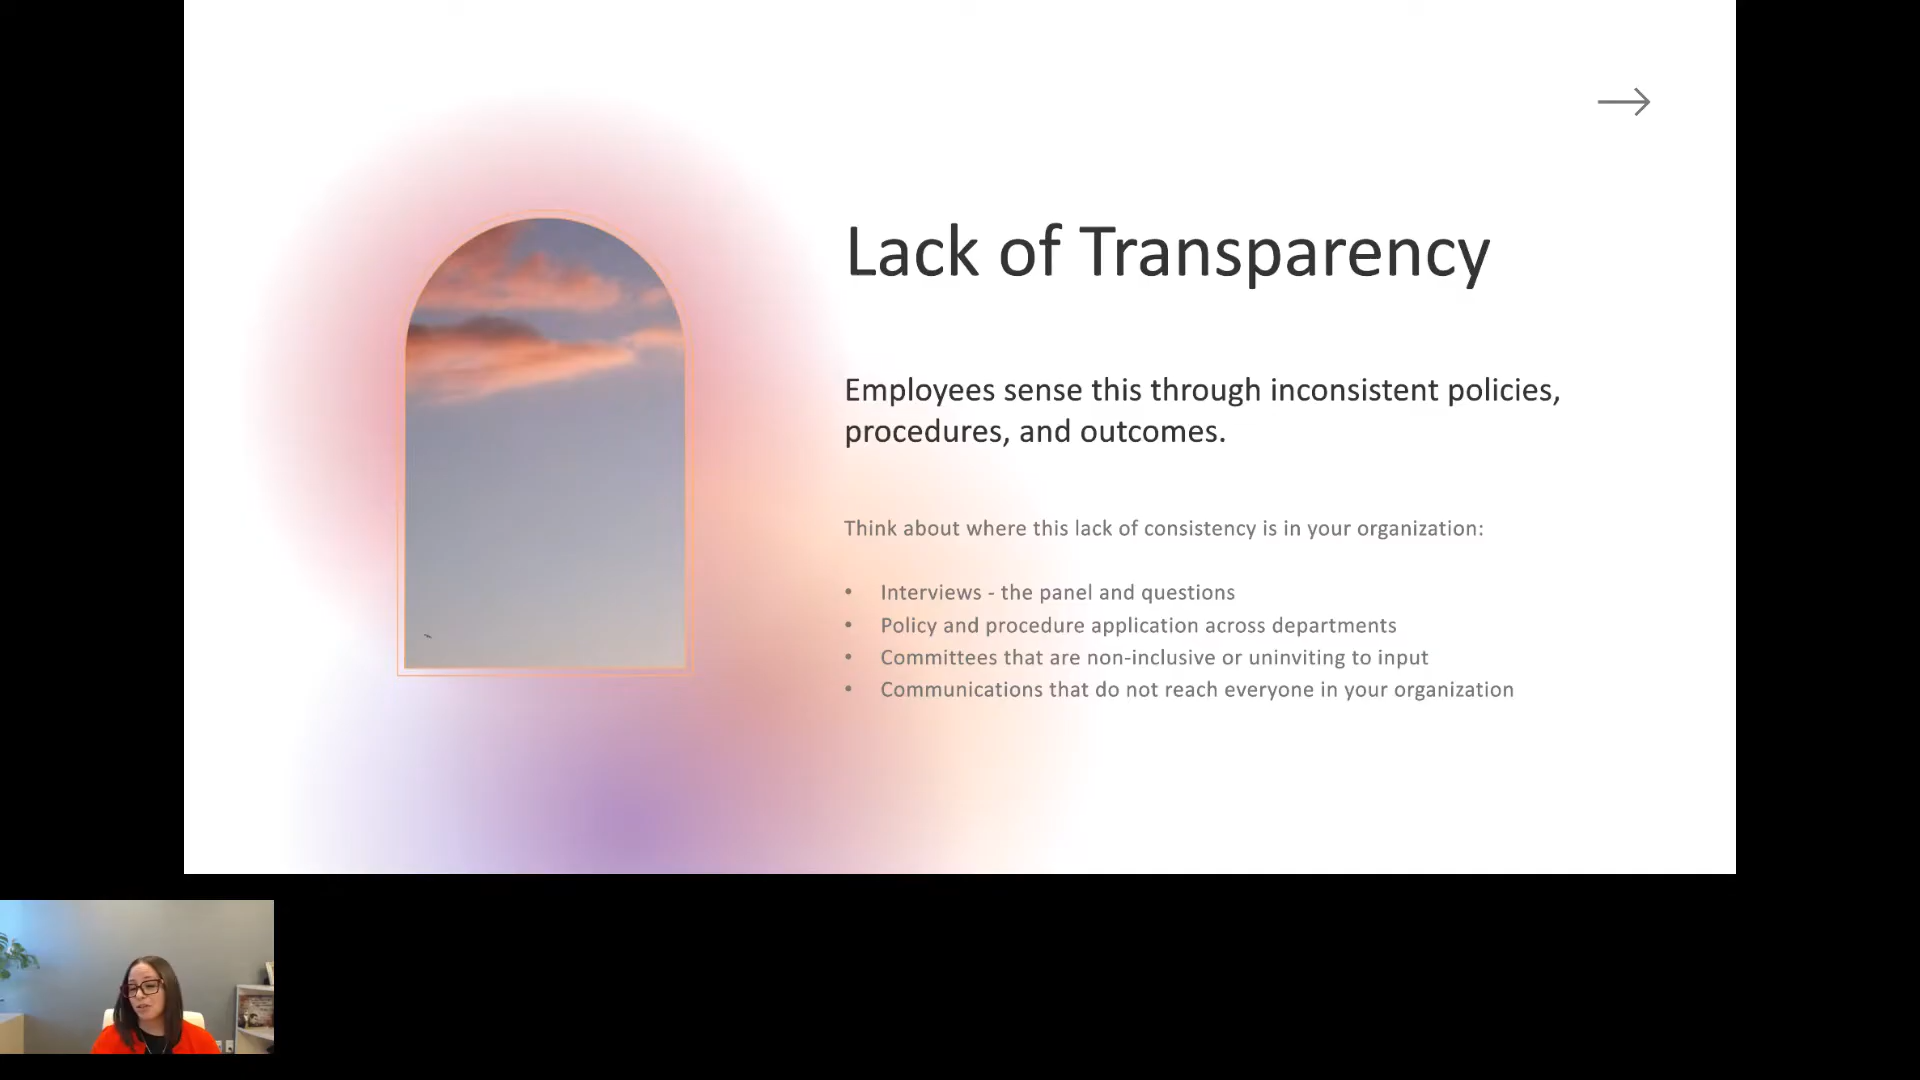 Lack of Transparency
Employees sense this through inconsistent policies,
procedures, and outcomes.
Think about where this lack of consistency is in your organization:
• Interviews - the panel and questions
• Policy and procedure application across departments
• Committees that are non-inclusive or uninviting to input
• Communications that do not reach everyone in your organization